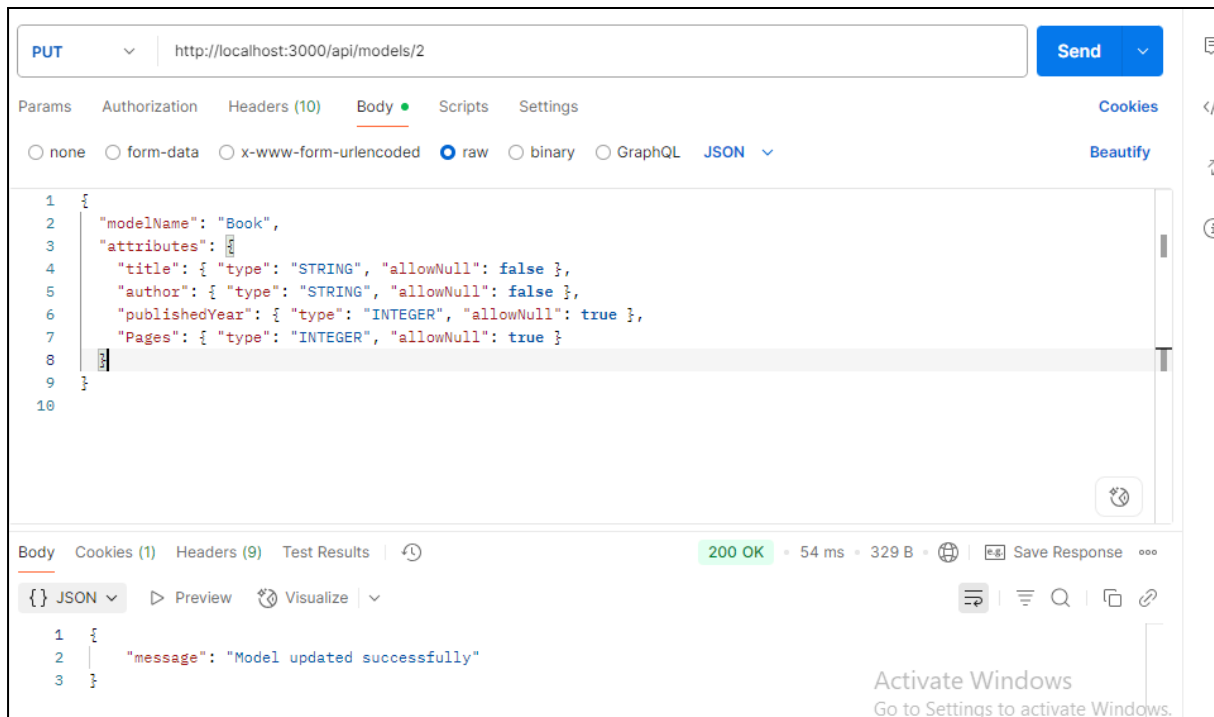 PUT http://localhost:3000/api/models/2 Send
Params Authorization Headers (10) Body Scripts Settings Cookies
none form-data x-www-form-urlencoded raw binary GraphQL JSON Beautify
1 {
2 "modelName": "Book",
3 "attributes": {
4 "title": { "type": "STRING", "allowNull": false },
5 "author": { "type": "STRING", "allowNull": false },
6 "publishedYear": { "type": "INTEGER", "allowNull": true },
7 "Pages": { "type": "INTEGER", "allowNull": true }
8 }
9 }
10
Body Cookies (1) Headers (9) Test Results 200 OK • 54 ms • 329 B • e.g. Save Response
{} JSON Preview Visualize
1 {
2 "message": "Model updated successfully"
3 }
Activate Windows
Go to Settings to activate Windows.